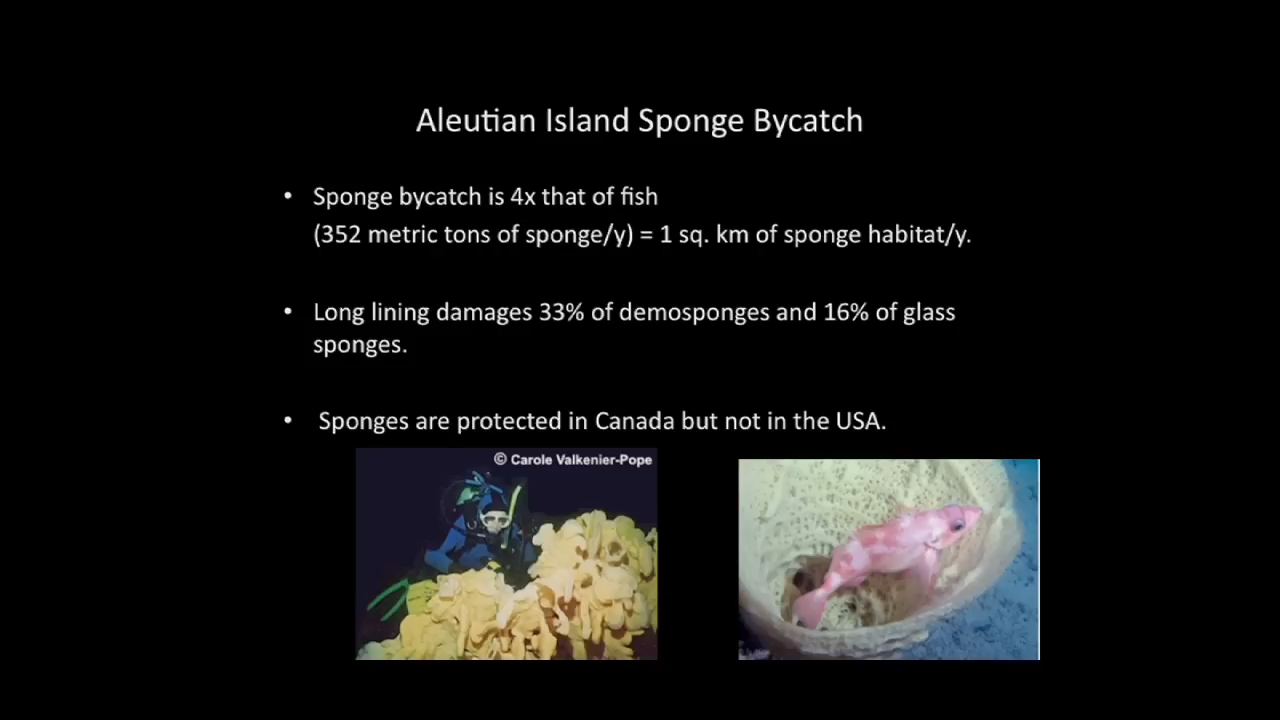 Aleutian Island Sponge Bycatch
• Sponge bycatch is 4x that of fish
(352 metric tons of sponge/y) = 1 sq. km of sponge habitat/y.
• Long lining damages 33% of demosponges and 16% of glass
sponges.
• Sponges are protected in Canada but not in the USA.
© Carole Valkenier-Pope